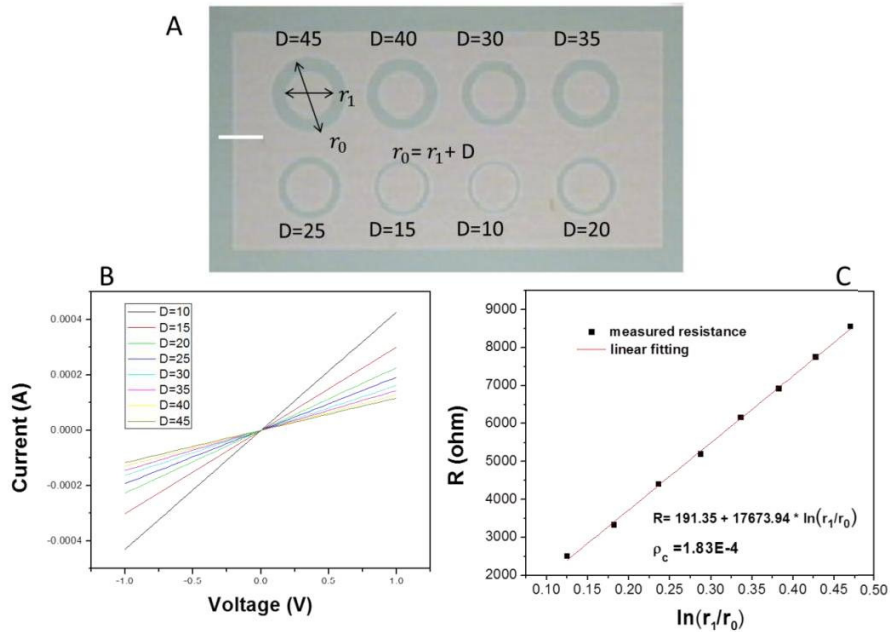 A
D=45 D=40 D=30 D=35
r₁
r₀
r₀= r₁+ D
D=25 D=15 D=10 D=20
B
D=10
D=15
D=20
D=25
D=30
D=35
D=40
D=45
0.0004
0.0002
0.0000
-0.0002
-0.0004
Current (A)
-1.0 -0.5 0.0 0.5 1.0
Voltage (V)
C
measured resistance
linear fitting
9000
8000
7000
6000
5000
4000
3000
2000
R (ohm)
R= 191.35 + 17673.94 * ln(r₁/r₀)
ρc =1.83E-4
0.10 0.15 0.20 0.25 0.30 0.35 0.40 0.45 0.50
ln(r₁/r₀)